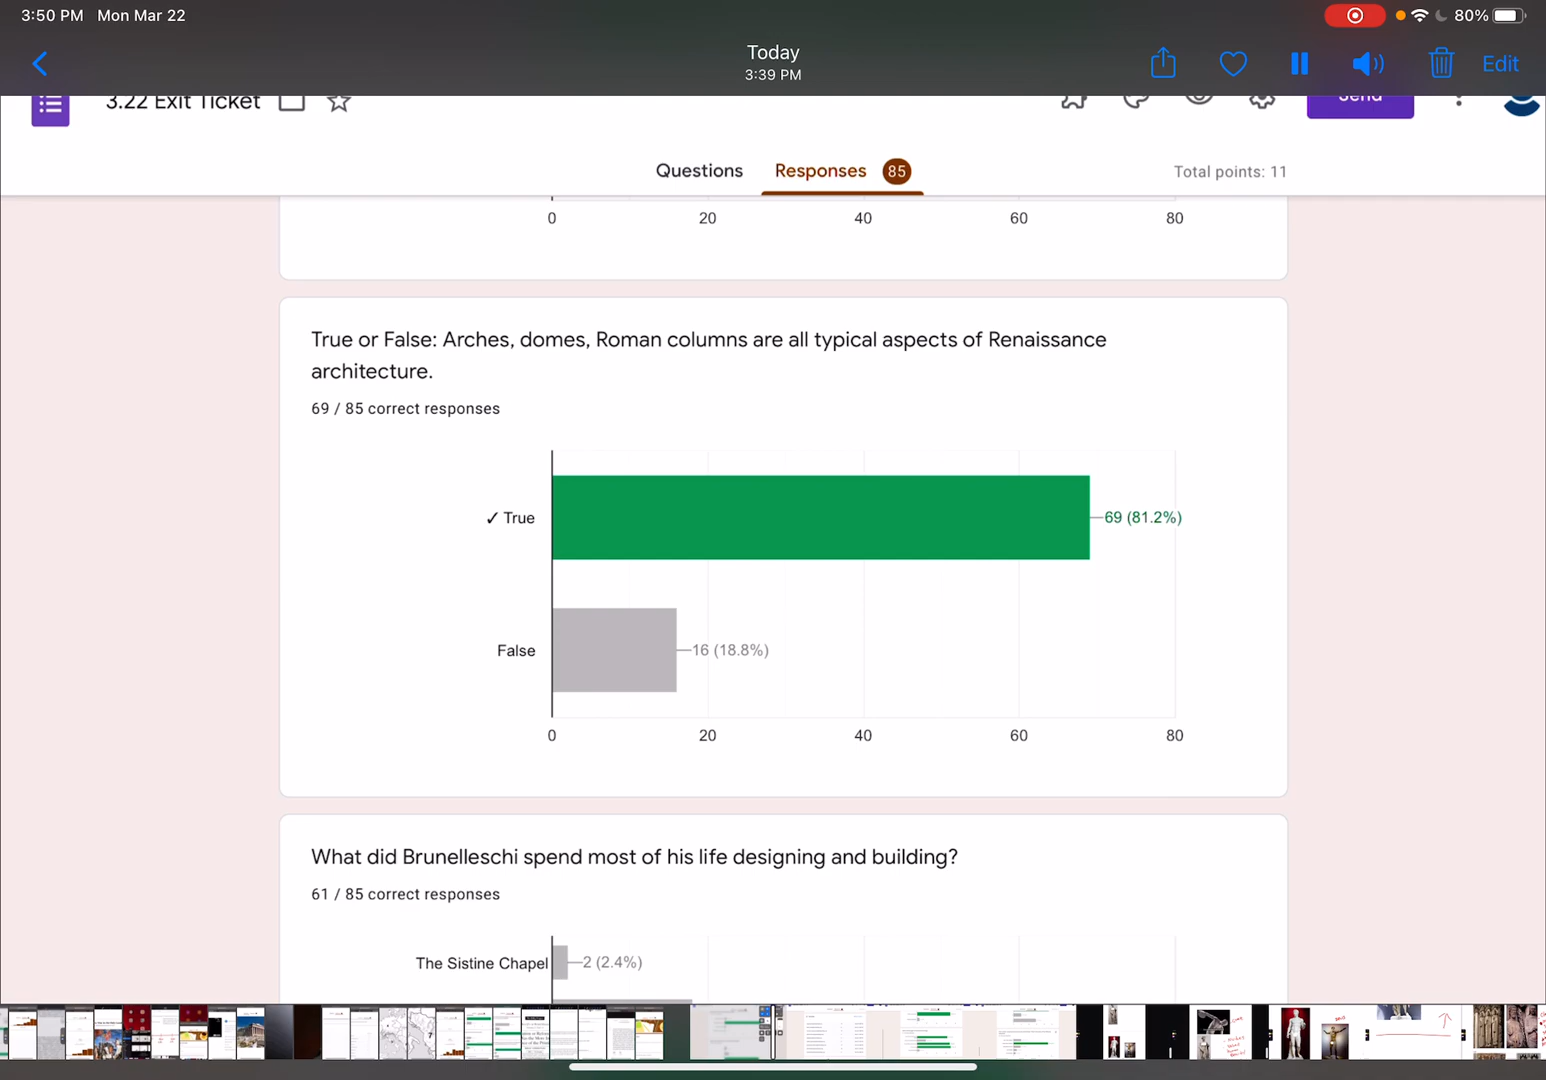 3:50 PM Mon Mar 22
80%
Today
3:39 PM
Edit
3.22 Exit Ticket
Send
Questions
Responses 85
Total points: 11
0 20 40 60 80
True or False: Arches, domes, Roman columns are all typical aspects of Renaissance
architecture.
69 / 85 correct responses
✓ True
69 (81.2%)
False
16 (18.8%)
0 20 40 60 80
What did Brunelleschi spend most of his life designing and building?
61 / 85 correct responses
The Sistine Chapel
2 (2.4%)